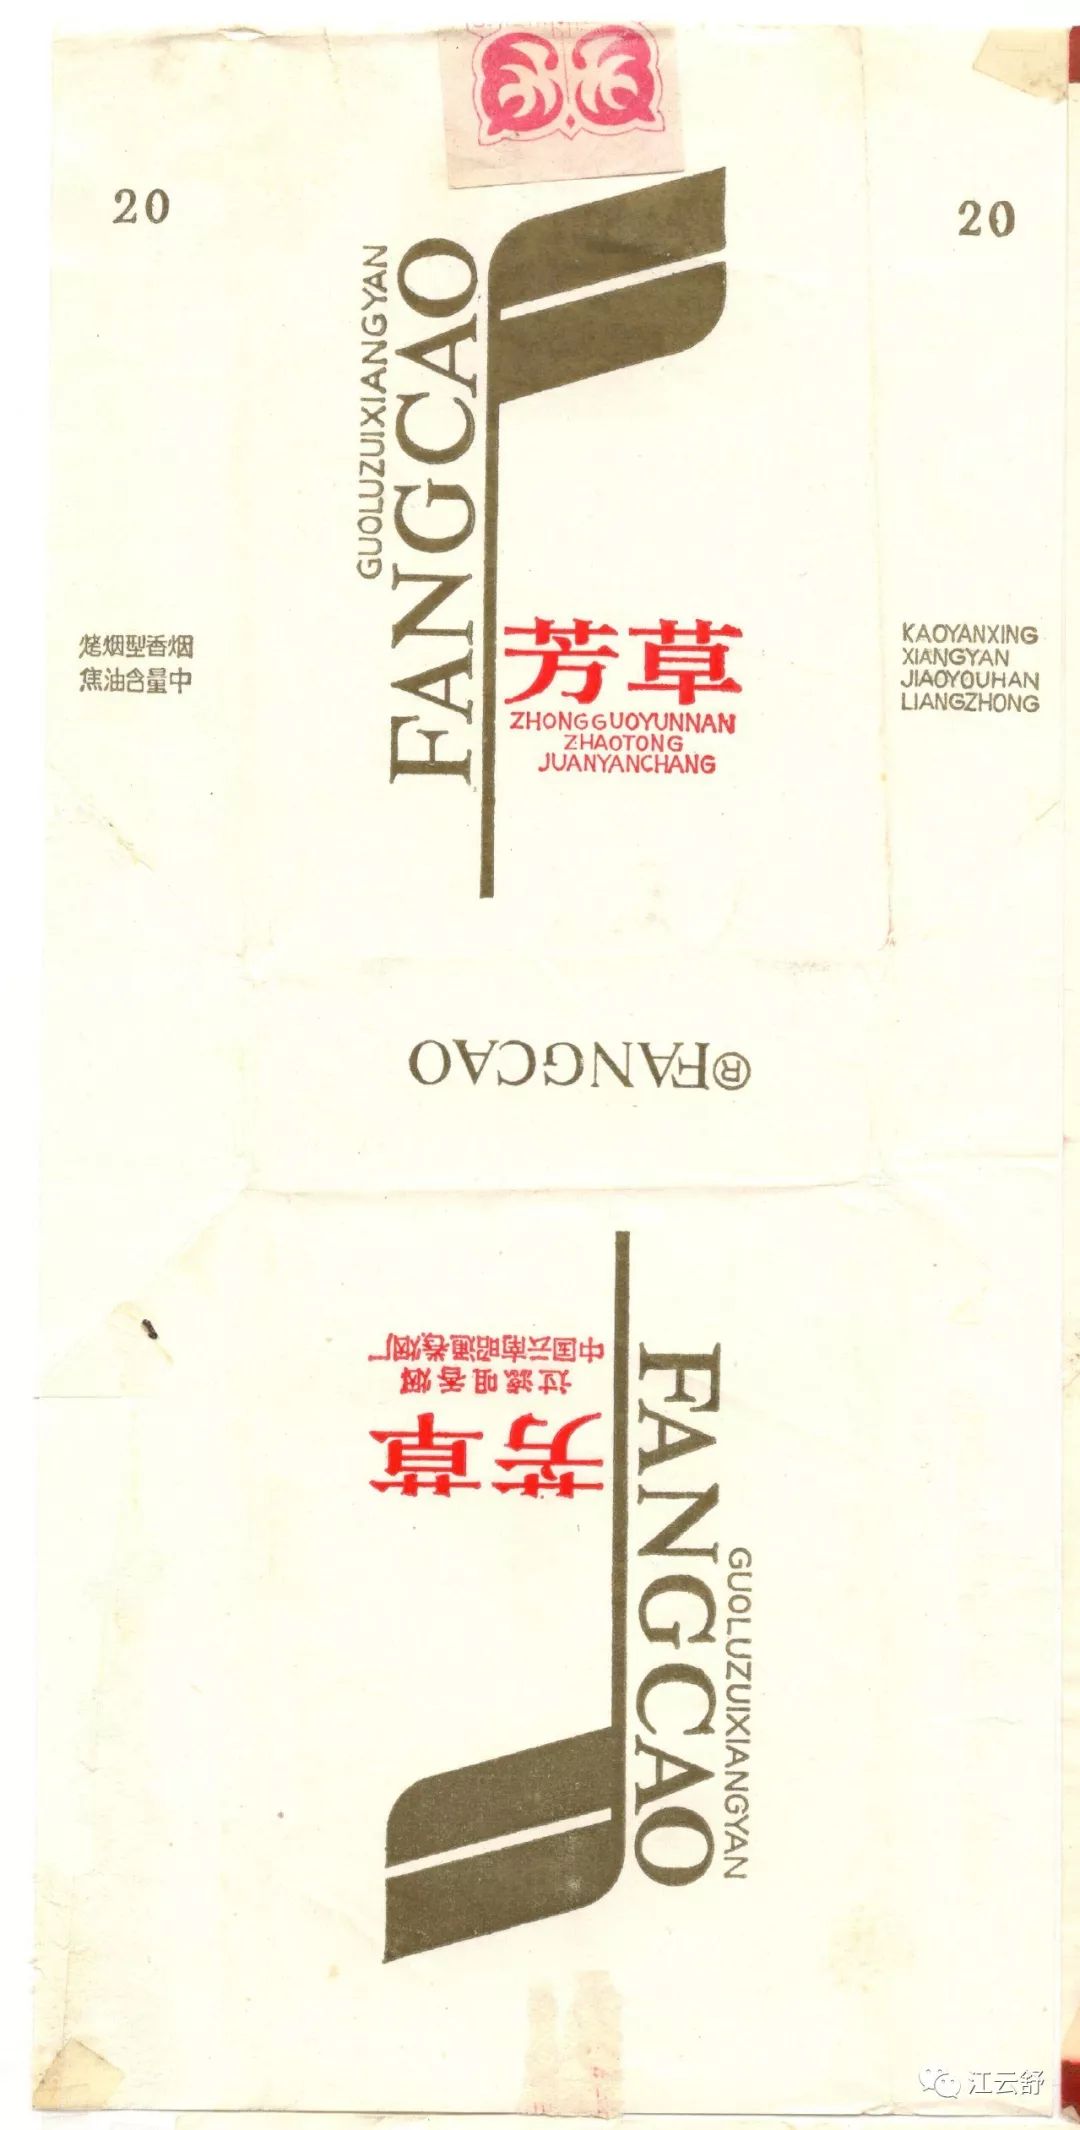 20
20
GUOLUZUIXIANGYAN
FANGCAO
烤烟型香烟
焦油含量中
芳草
ZHONGGUOYUNNAN
ZHAOTONG
JUANYANCHANG
KAOYANXING
XIANGYAN
JIAOYOUHAN
LIANGZHONG
®FANGCAO
芳草
过滤咀香烟
中国云南昭通卷烟厂
FANGCAO
GUOLUZUIXIANGYAN
江云舒